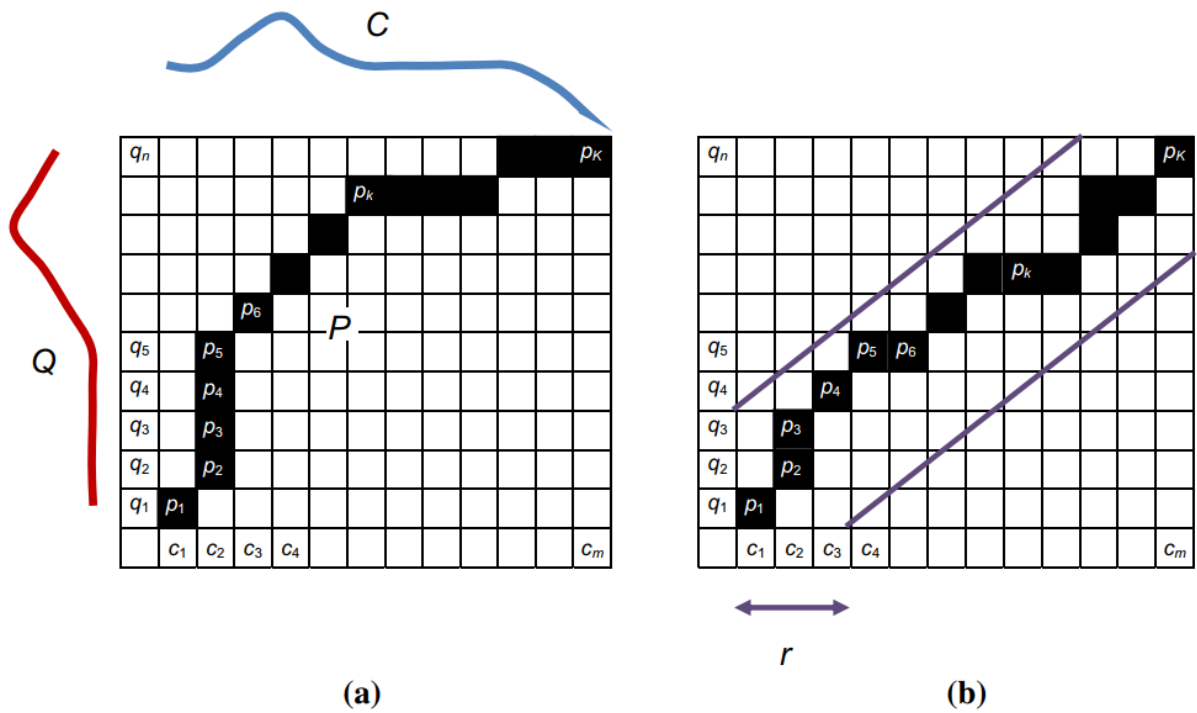 C
Q
qn pK
pk
p6
P
q5 p5
q4 p4
q3 p3
q2 p2
q1 p1
c1 c2 c3 c4 cm
(a)
qn pK
pk
q5 p5 p6
q4 p4
q3 p3
q2 p2
q1 p1
c1 c2 c3 c4 cm
r
(b)